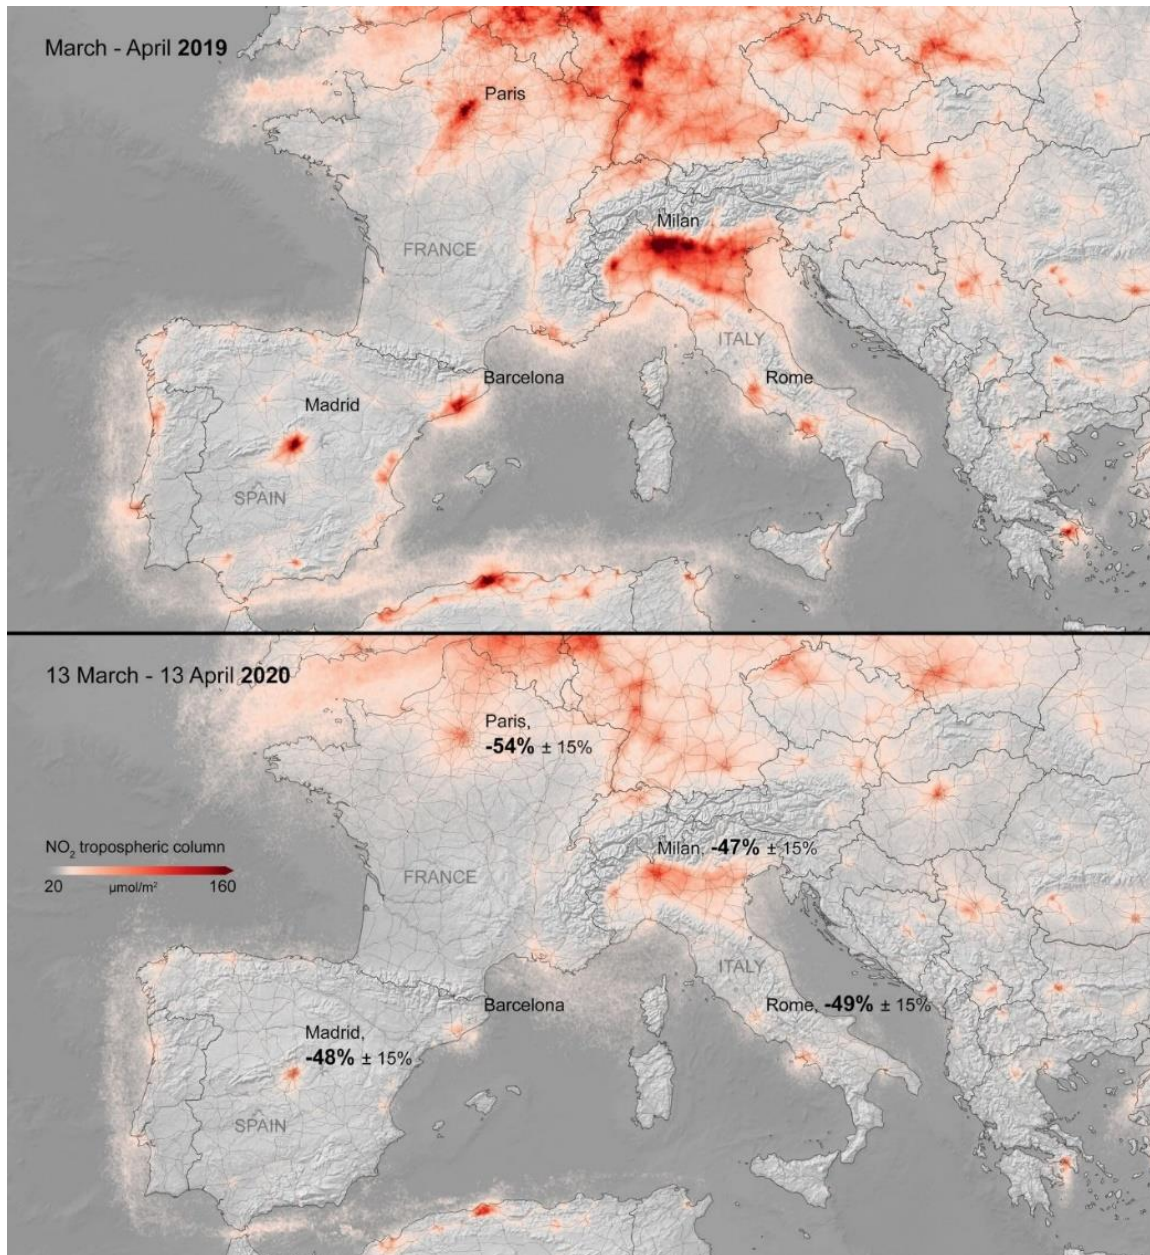 March - April 2019
Paris
Milan
FRANCE
ITALY
Barcelona
Rome
Madrid
SPAIN
13 March - 13 April 2020
Paris,
-54% ± 15%
NO₂ tropospheric column
20 µmol/m² 160
Milan, -47% ± 15%
FRANCE
ITALY
Barcelona
Rome, -49% ± 15%
Madrid,
-48% ± 15%
SPAIN